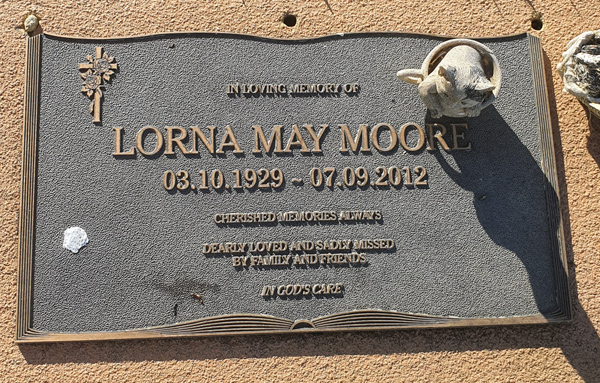 IN LOVING MEMORY OF
LORNA MAY MOORE
03.10.1929 ~ 07.09.2012
CHERISHED MEMORIES ALWAYS
DEARLY LOVED AND SADLY MISSED
BY FAMILY AND FRIENDS
IN GOD'S CARE